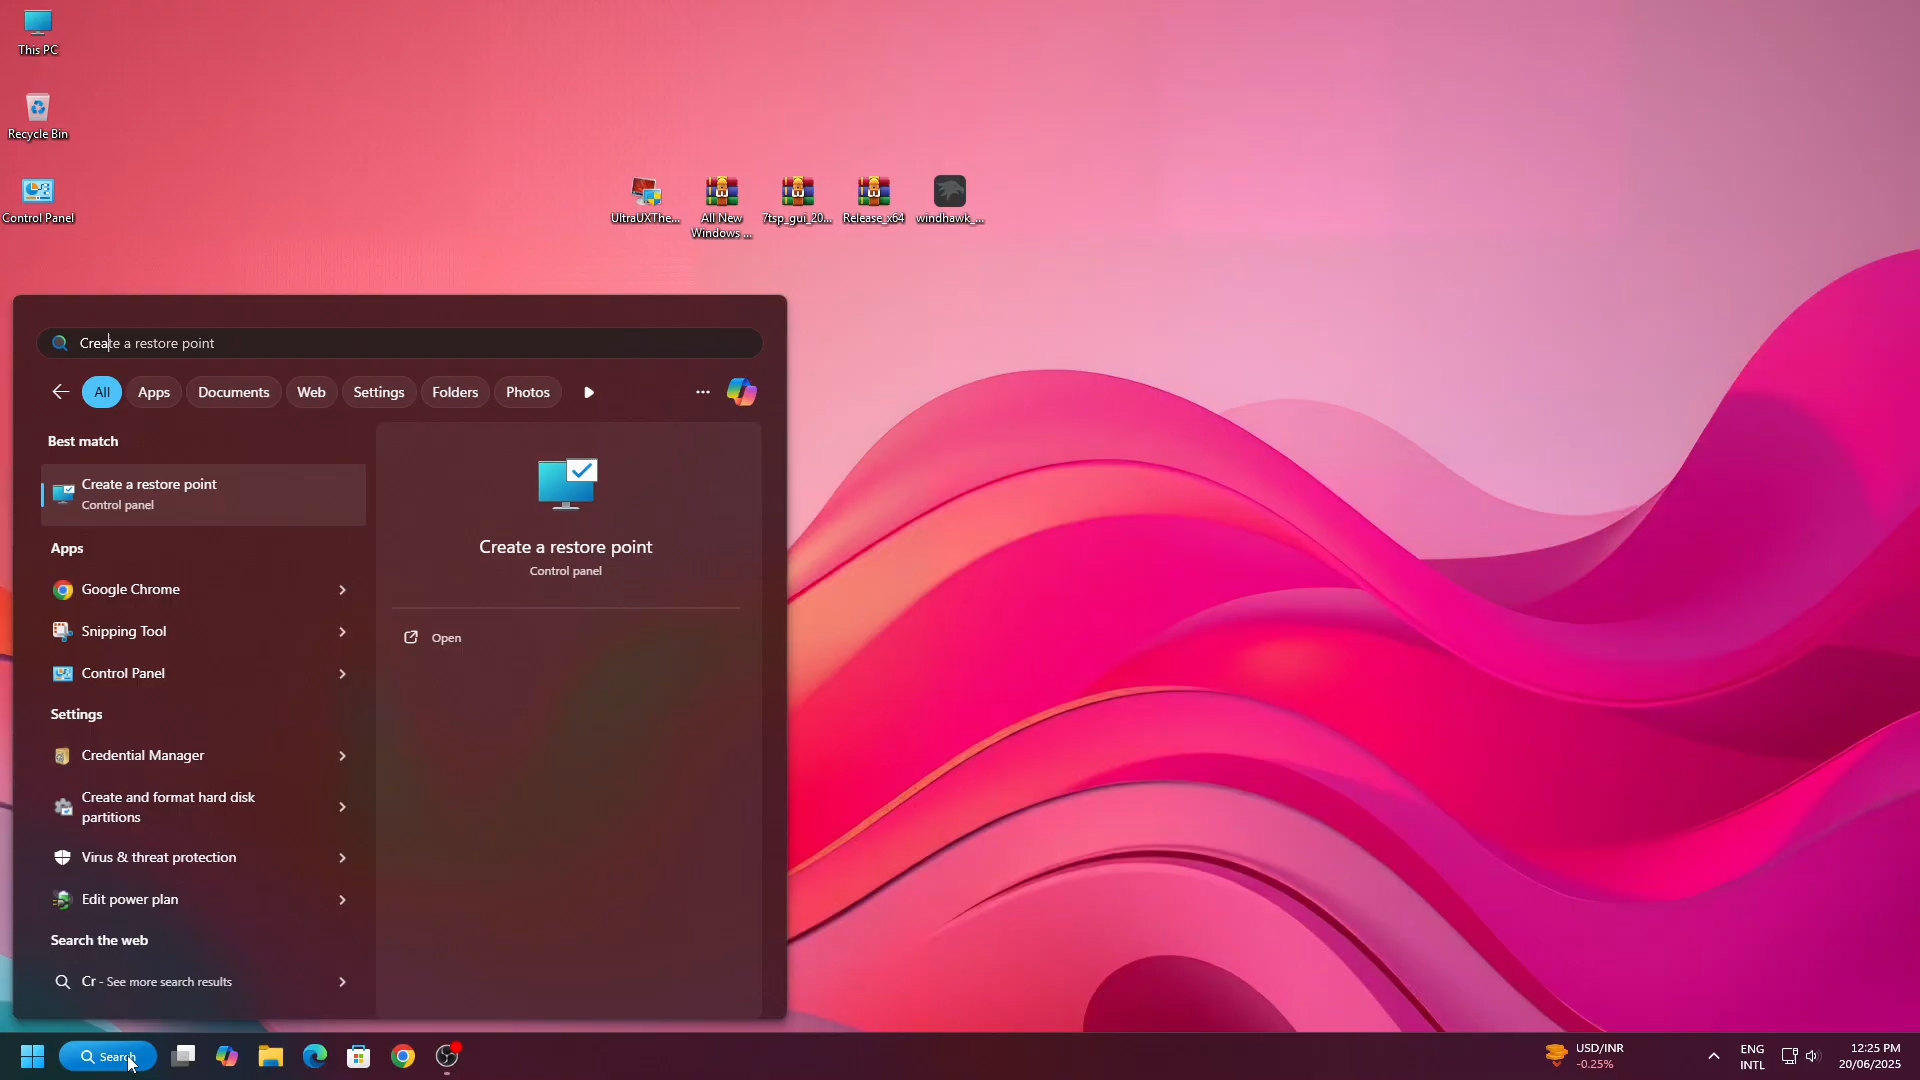 This PC
Recycle Bin
Control Panel
UltraUXThe...
All New
Windows ...
7tsp_gui_20...
Release_x64
windhawk_...
Create a restore point
All
Apps
Documents
Web
Settings
Folders
Photos
Best match
Create a restore point
Control panel
Apps
Google Chrome
Snipping Tool
Control Panel
Settings
Credential Manager
Create and format hard disk
partitions
Virus & threat protection
Edit power plan
Search the web
Cr - See more search results
Create a restore point
Control panel
Open
Search
USD/INR
-0.25%
ENG
INTL
12:25 PM
20/06/2025